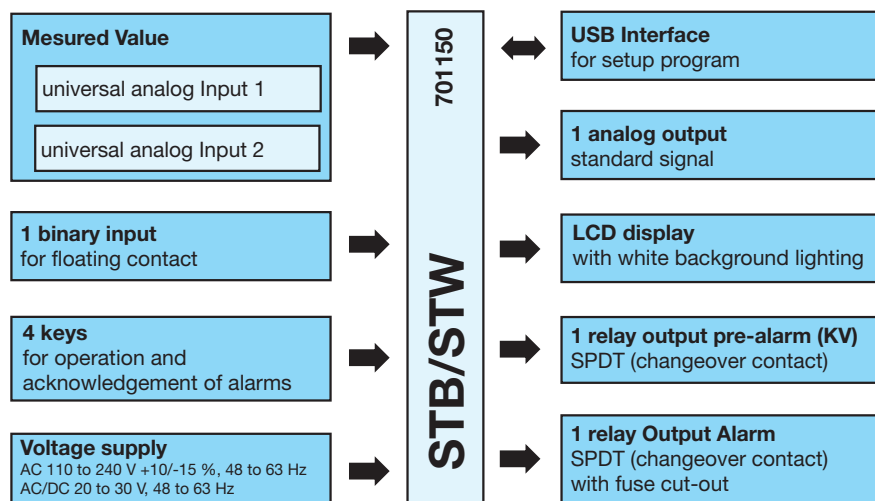 Mesured Value
universal analog Input 1
universal analog Input 2
1 binary input
for floating contact
4 keys
for operation and
acknowledgement of alarms
Voltage supply
AC 110 to 240 V +10/-15 %, 48 to 63 Hz
AC/DC 20 to 30 V, 48 to 63 Hz
STB/STW
701150
USB Interface
for setup program
1 analog output
standard signal
LCD display
with white background lighting
1 relay output pre-alarm (KV)
SPDT (changeover contact)
1 relay Output Alarm
SPDT (changeover contact)
with fuse cut-out